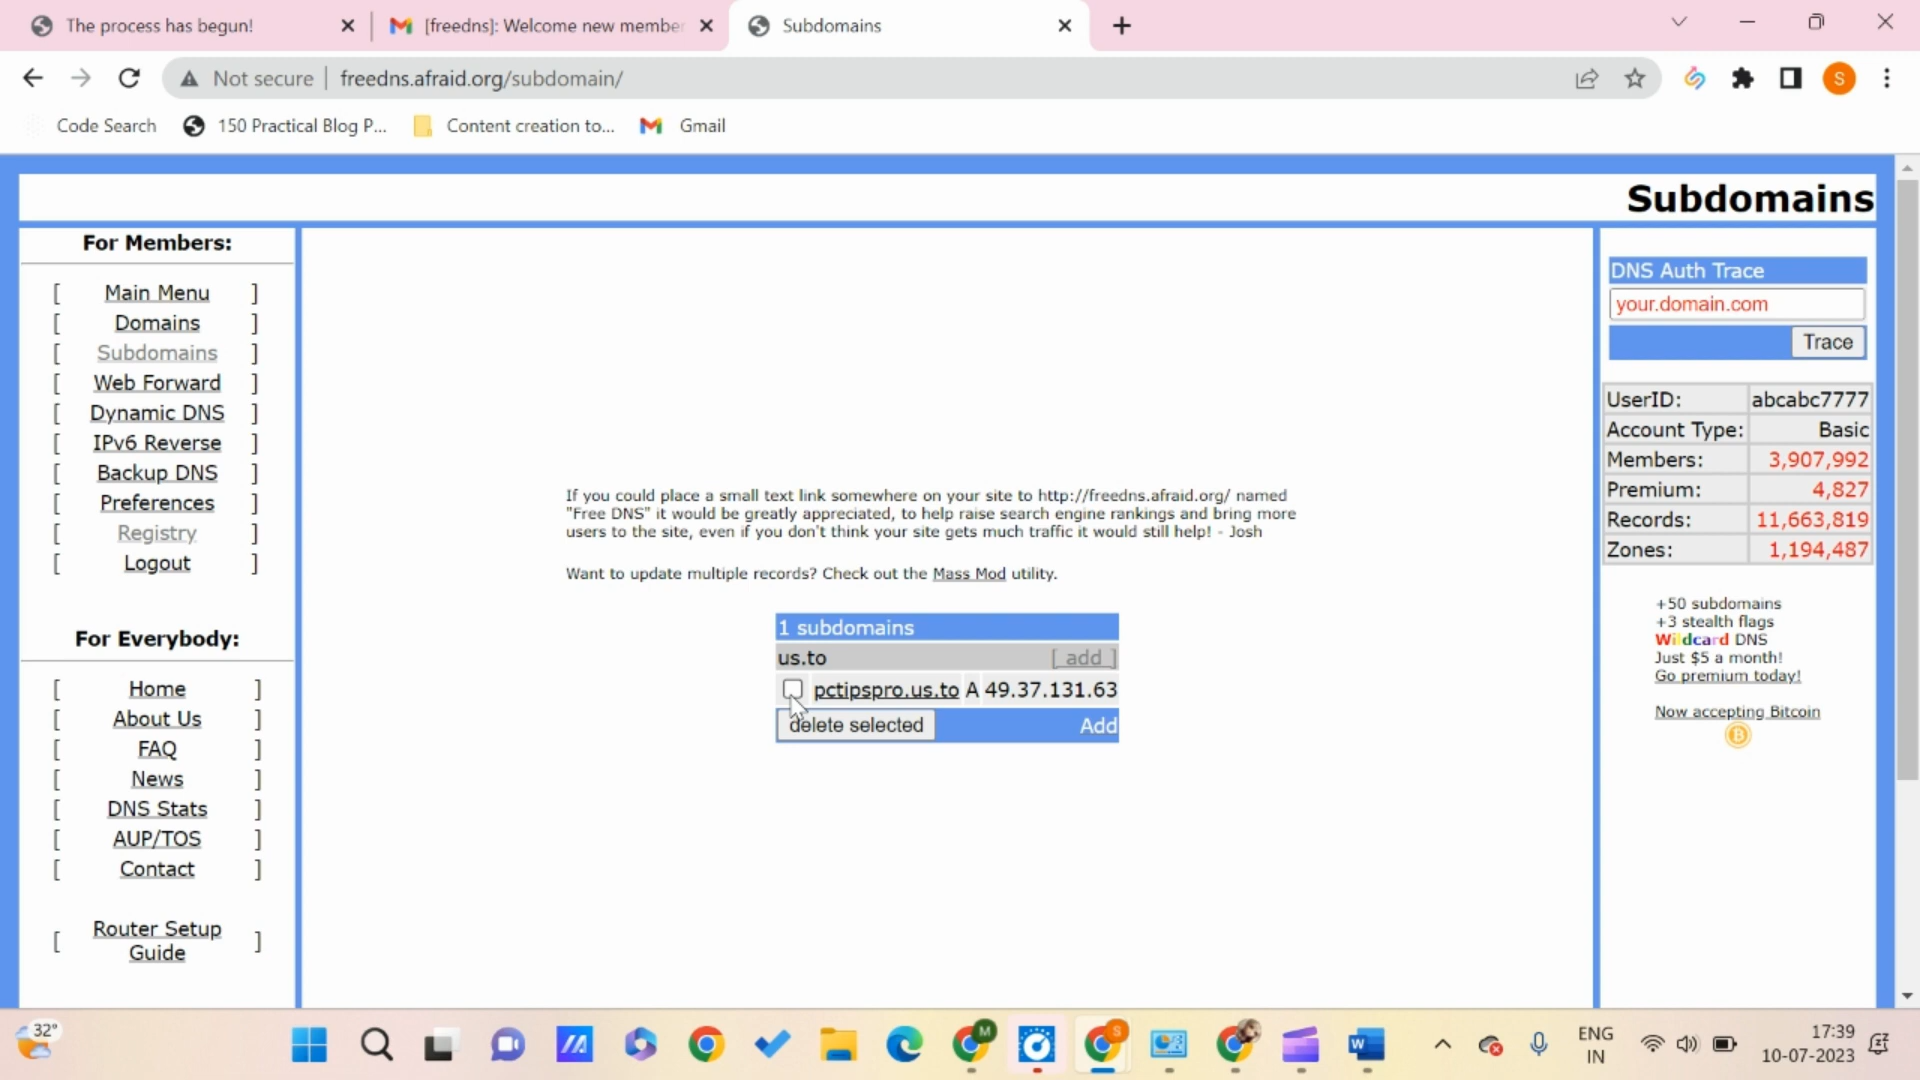 The process has begun!
[freedns]: Welcome new member
Subdomains
Not secure
freedns.afraid.org/subdomain/
S
Code Search
150 Practical Blog P...
Content creation to...
Gmail
Subdomains
For Members:
[ Main Menu ]
[ Domains ]
[ Subdomains ]
[ Web Forward ]
[ Dynamic DNS ]
[ IPv6 Reverse ]
[ Backup DNS ]
[ Preferences ]
[ Registry ]
[ Logout ]
For Everybody:
[ Home ]
[ About Us ]
[ FAQ ]
[ News ]
[ DNS Stats ]
[ AUP/TOS ]
[ Contact ]
[ Router Setup
Guide ]
If you could place a small text link somewhere on your site to http://freedns.afraid.org/ named
"Free DNS" it would be greatly appreciated, to help raise search engine rankings and bring more
users to the site, even if you don't think your site gets much traffic it would still help! - Josh
Want to update multiple records? Check out the Mass Mod utility.
1 subdomains
us.to [ add ]
pctipspro.us.to A 49.37.131.63
delete selected Add
DNS Auth Trace
your.domain.com
Trace
UserID: abcabc7777
Account Type: Basic
Members: 3,907,992
Premium: 4,827
Records: 11,663,819
Zones: 1,194,487
+50 subdomains
+3 stealth flags
Wildcard DNS
Just $5 a month!
Go premium today!
Now accepting Bitcoin
32°
M
S
W
ENG
IN
17:39
10-07-2023